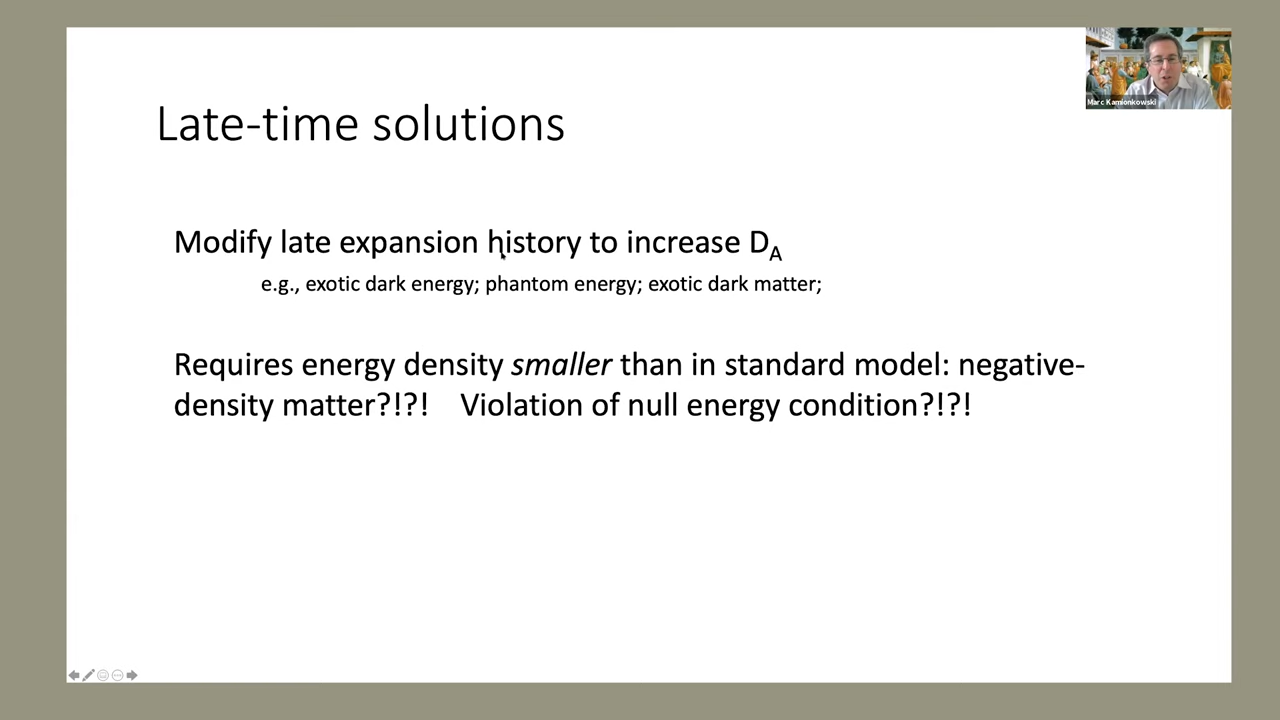 Marc Kamionkowski
Late-time solutions
Modify late expansion history to increase D_A
e.g., exotic dark energy; phantom energy; exotic dark matter;
Requires energy density smaller than in standard model: negative-
density matter?!?! Violation of null energy condition?!?!